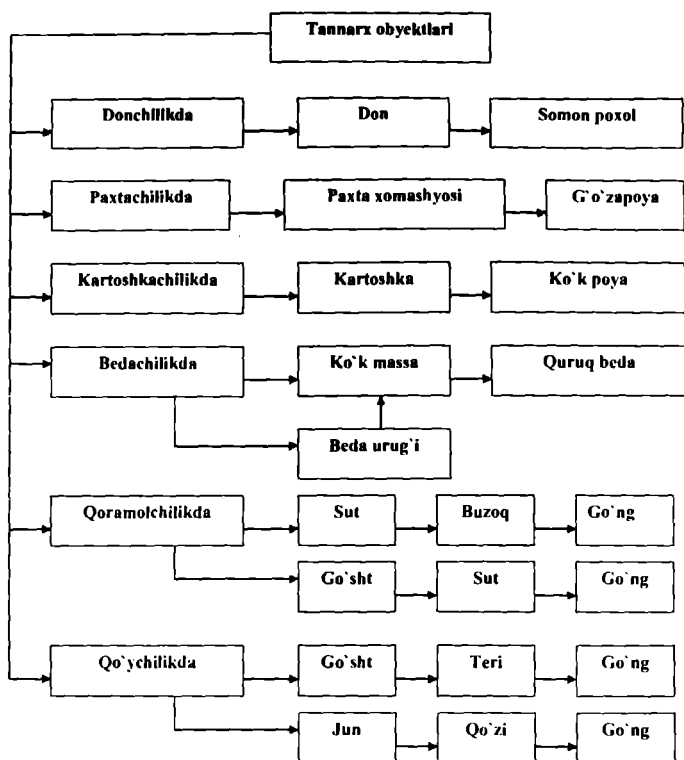 Tannarx obyektlari
Donchilikda Don Somon poxol
Paxtachilikda Paxta xomashyosi G`o`zapoya
Kartoshkachilikda Kartoshka Ko`k poya
Bedachilikda Ko`k massa Quruq beda
Beda urug`i
Qoramolchilikda Sut Buzoq Go`ng
Go`sht Sut Go`ng
Qo`ychilikda Go`sht Teri Go`ng
Jun Qo`zi Go`ng